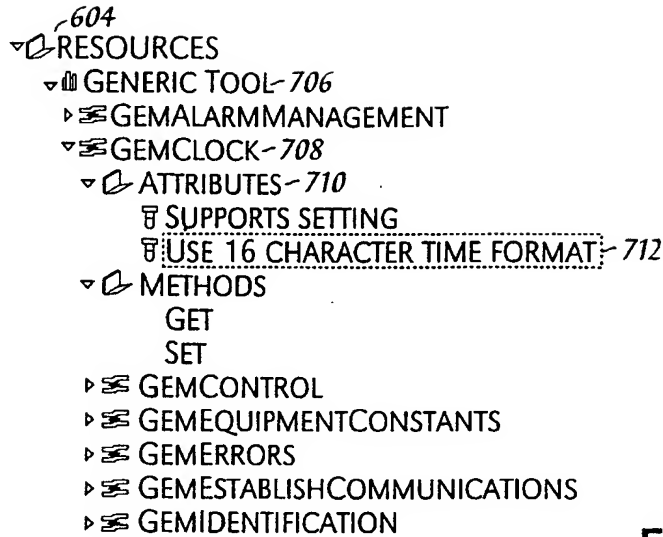 604
RESOURCES
GENERIC TOOL 706
GEMALARMMANAGEMENT
GEMCLOCK 708
ATTRIBUTES 710
SUPPORTS SETTING
USE 16 CHARACTER TIME FORMAT 712
METHODS
GET
SET
GEMCONTROL
GEMEQUIPMENTCONSTANTS
GEMERRORS
GEMESTABLISHCOMMUNICATIONS
GEMIDENTIFICATION